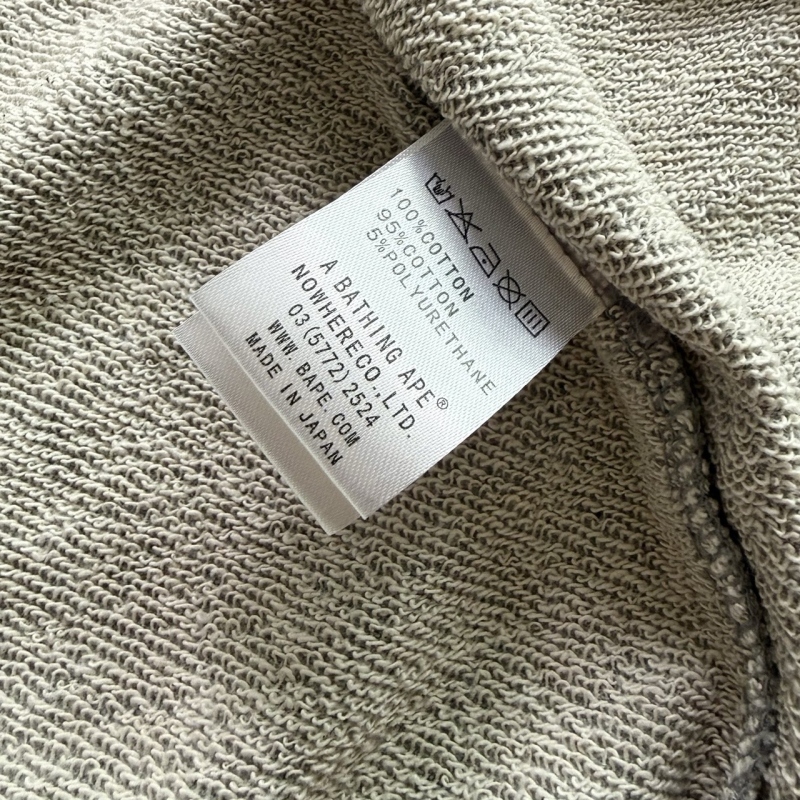 100%COTTON
95%COTTON
5%POLYURETHANE
A BATHING APE®
NOWHERECO.,LTD.
03(5772)2524
WWW.BAPE.COM
MADE IN JAPAN